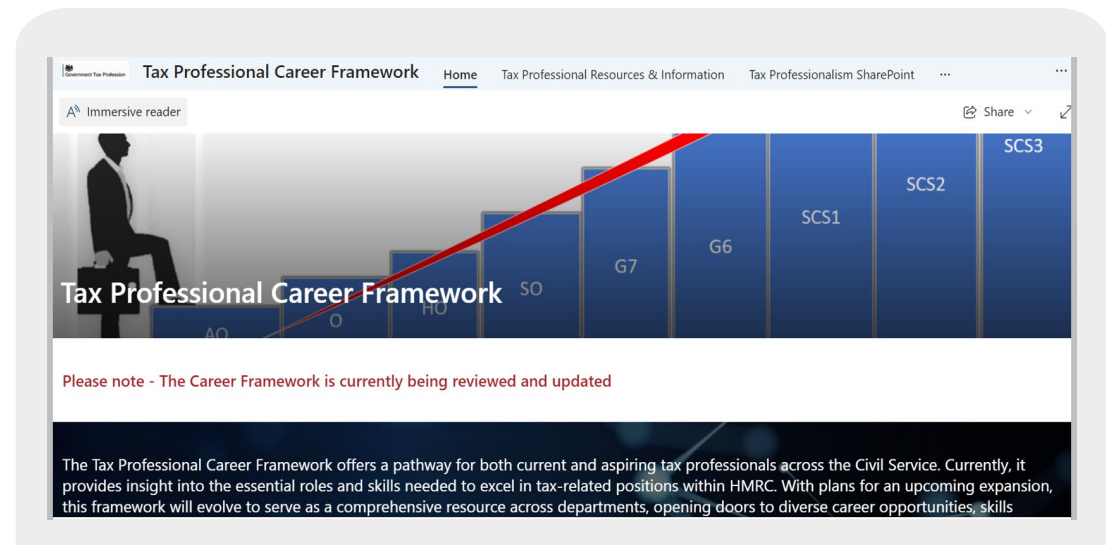 Government Tax Profession
Tax Professional Career Framework Home Tax Professional Resources & Information Tax Professionalism SharePoint ... ...
Immersive reader Share
SCS3
SCS2
SCS1
G6
G7
SO
HO
O
AO
Tax Professional Career Framework
Please note - The Career Framework is currently being reviewed and updated
The Tax Professional Career Framework offers a pathway for both current and aspiring tax professionals across the Civil Service. Currently, it
provides insight into the essential roles and skills needed to excel in tax-related positions within HMRC. With plans for an upcoming expansion,
this framework will evolve to serve as a comprehensive resource across departments, opening doors to diverse career opportunities, skills